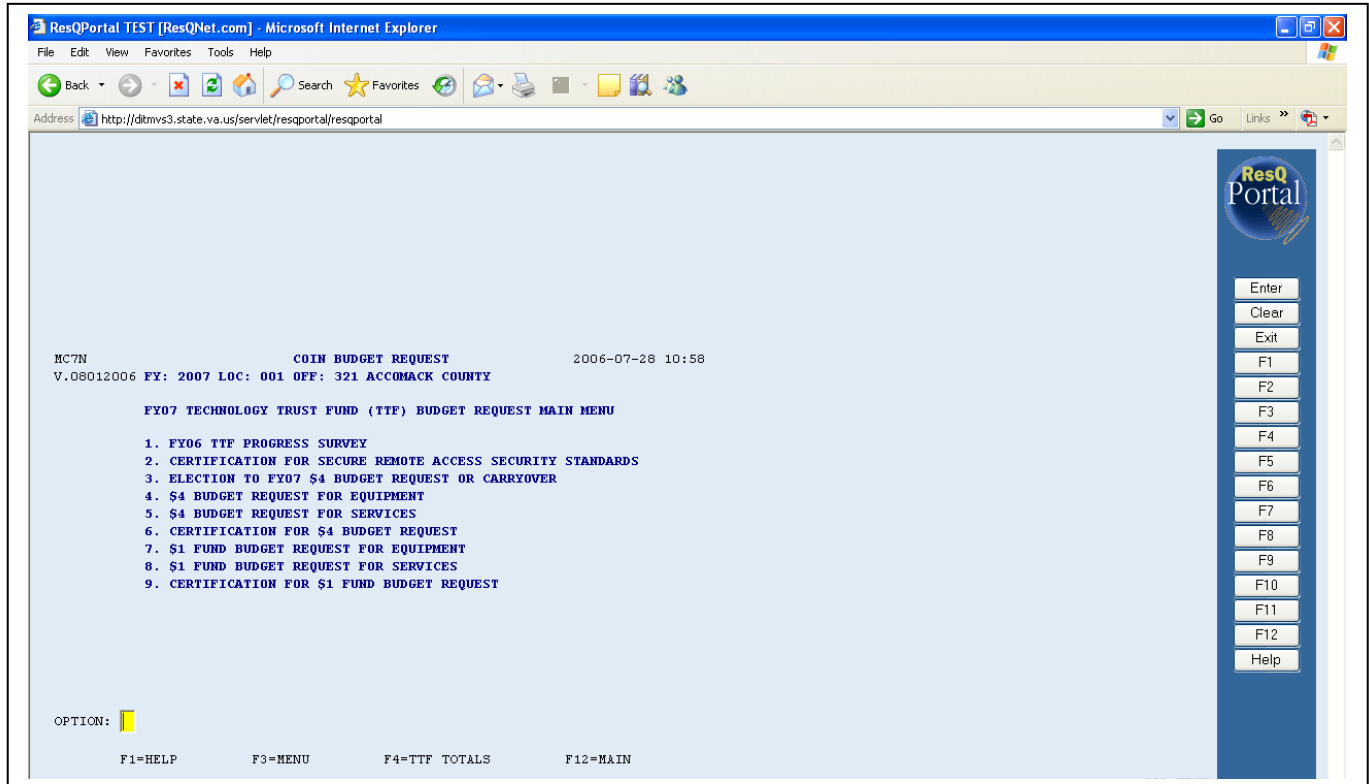 ResQPortal TEST [ResQNet.com] - Microsoft Internet Explorer
File Edit View Favorites Tools Help
Back Search Favorites
Address http://ditmvs3.state.va.us/servlet/resqportal/resqportal Go Links »
ResQ
Portal
Enter
Clear
Exit
MC7N COIN BUDGET REQUEST 2006-07-28 10:58
F1
V.08012006 FY: 2007 LOC: 001 OFF: 321 ACCOMACK COUNTY
F2
FY07 TECHNOLOGY TRUST FUND (TTF) BUDGET REQUEST MAIN MENU
F3
1. FY06 TTF PROGRESS SURVEY
F4
2. CERTIFICATION FOR SECURE REMOTE ACCESS SECURITY STANDARDS
F5
3. ELECTION TO FY07 $4 BUDGET REQUEST OR CARRYOVER
4. $4 BUDGET REQUEST FOR EQUIPMENT
F6
5. $4 BUDGET REQUEST FOR SERVICES
F7
6. CERTIFICATION FOR $4 BUDGET REQUEST
F8
7. $1 FUND BUDGET REQUEST FOR EQUIPMENT
8. $1 FUND BUDGET REQUEST FOR SERVICES
F9
9. CERTIFICATION FOR $1 FUND BUDGET REQUEST
F10
F11
F12
Help
OPTION:
F1=HELP F3=MENU F4=TTF TOTALS F12=MAIN